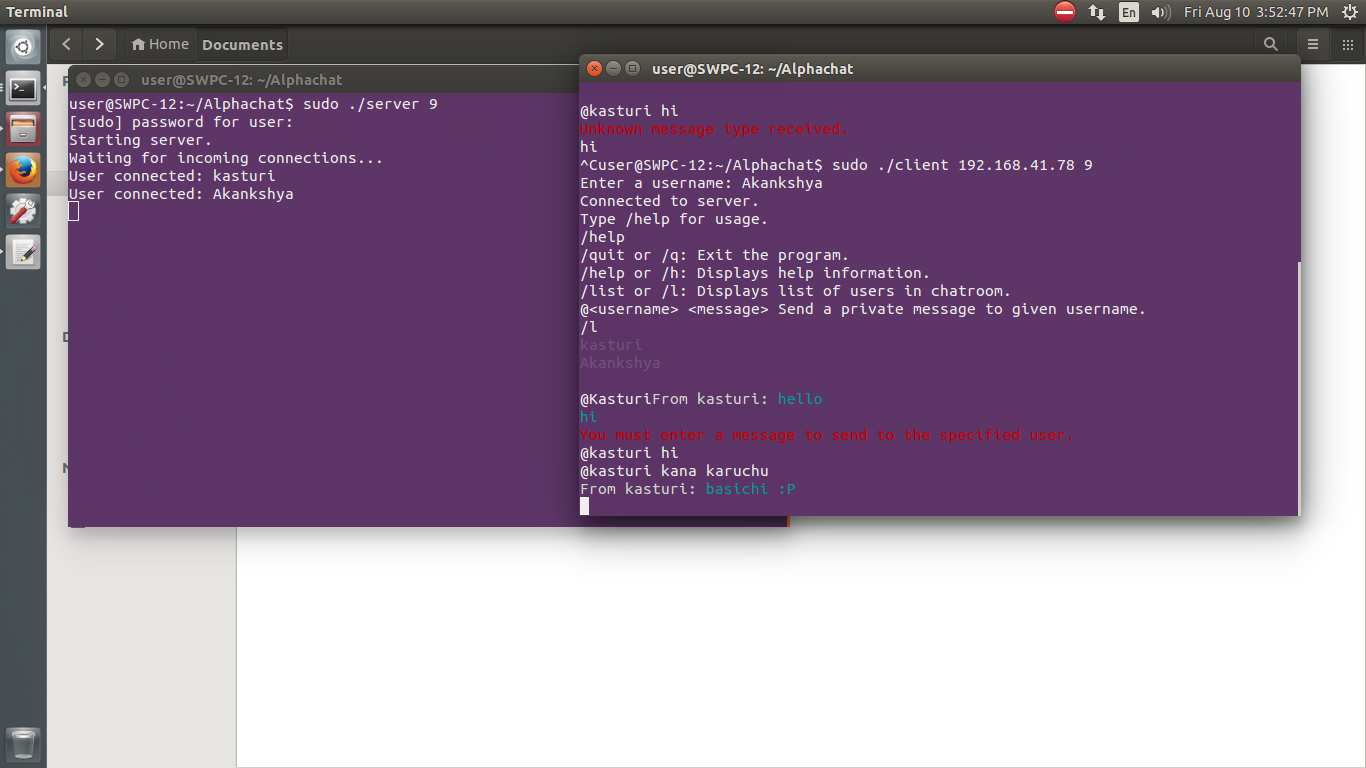 Terminal
En
Fri Aug 10 3:52:47 PM
Home
Documents
user@SWPC-12: ~/Alphachat
user@SWPC-12:~/Alphachat$ sudo ./server 9
[sudo] password for user:
Starting server.
Waiting for incoming connections...
User connected: kasturi
User connected: Akankshya
user@SWPC-12: ~/Alphachat
@kasturi hi
Unknown message type received.
hi
^Cuser@SWPC-12:~/Alphachat$ sudo ./client 192.168.41.78 9
Enter a username: Akankshya
Connected to server.
Type /help for usage.
/help
/quit or /q: Exit the program.
/help or /h: Displays help information.
/list or /l: Displays list of users in chatroom.
@<username> <message> Send a private message to given username.
/l
kasturi
Akankshya
@KasturiFrom kasturi: hello
hi
You must enter a message to send to the specified user.
@kasturi hi
@kasturi kana karuchu
From kasturi: basichi :P